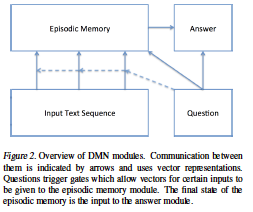 Episodic Memory
Answer
Input Text Sequence
Question
Figure 2. Overview of DMN modules. Communication between
them is indicated by arrows and uses vector representations.
Questions trigger gates which allow vectors for certain inputs to
be given to the episodic memory module. The final state of the
episodic memory is the input to the answer module.